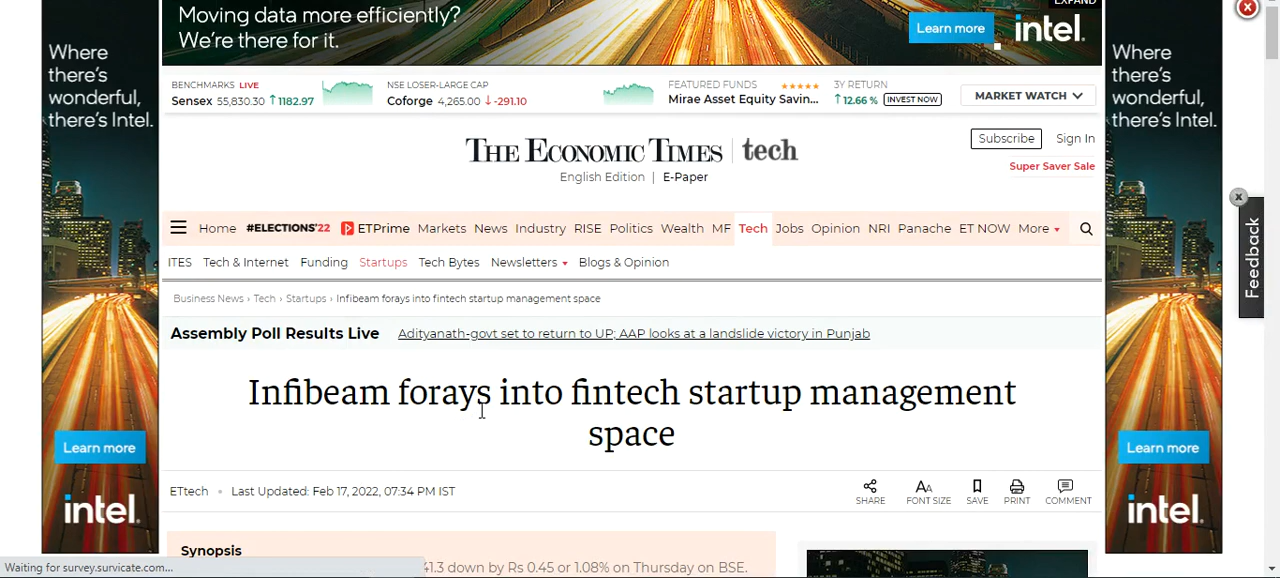 Moving data more efficiently?
We're there for it.
Learn more
intel.
EXPAND
Where
there's
wonderful,
there's Intel.
Learn more
intel.
BENCHMARKS LIVE
Sensex 55,830.30 ↑1182.97
NSE LOSER-LARGE CAP
Coforge 4,265.00 ↓-291.10
FEATURED FUNDS ★★★★★
Mirae Asset Equity Savin...
3Y RETURN
↑12.66 % INVEST NOW
MARKET WATCH
THE ECONOMIC TIMES | tech
English Edition | E-Paper
Subscribe Sign In
Super Saver Sale
Home #ELECTIONS'22 ETPrime Markets News Industry RISE Politics Wealth MF Tech Jobs Opinion NRI Panache ET NOW More
ITES Tech & Internet Funding Startups Tech Bytes Newsletters Blogs & Opinion
Business News › Tech › Startups › Infibeam forays into fintech startup management space
Assembly Poll Results Live Adityanath-govt set to return to UP; AAP looks at a landslide victory in Punjab
Infibeam forays into fintech startup management
space
ETtech • Last Updated: Feb 17, 2022, 07:34 PM IST
SHARE FONT SIZE SAVE PRINT COMMENT
Synopsis
41.3 down by Rs 0.45 or 1.08% on Thursday on BSE.
Waiting for survey.survicate.com...
Where
there's
wonderful,
there's Intel.
Learn more
intel.
Feedback